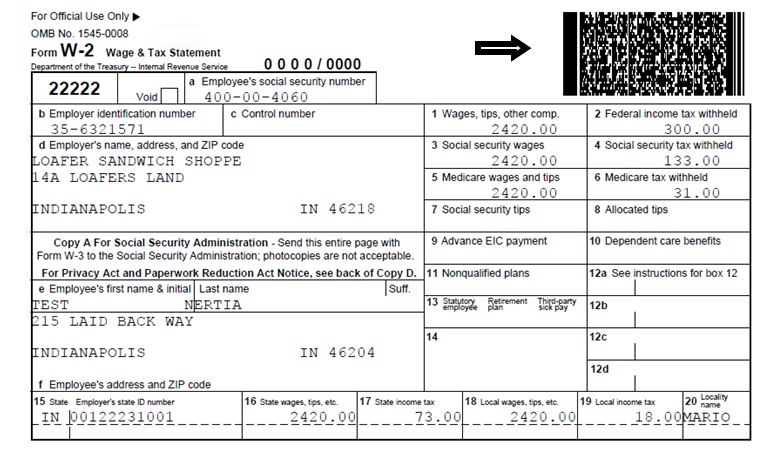 For Official Use Only ▶
OMB No. 1545-0008
Form W-2 Wage & Tax Statement
Department of the Treasury -- Internal Revenue Service 0000/0000
22222 Void a Employee's social security number
400-00-4060
b Employer identification number c Control number 1 Wages, tips, other comp. 2 Federal income tax withheld
35-6321571 2420.00 300.00
d Employer's name, address, and ZIP code 3 Social security wages 4 Social security tax withheld
LOAFER SANDWICH SHOPPE 2420.00 133.00
14A LOAFERS LAND 5 Medicare wages and tips 6 Medicare tax withheld
2420.00 31.00
INDIANAPOLIS IN 46218 7 Social security tips 8 Allocated tips
Copy A For Social Security Administration - Send this entire page with 9 Advance EIC payment 10 Dependent care benefits
Form W-3 to the Social Security Administration; photocopies are not acceptable.
For Privacy Act and Paperwork Reduction Act Notice, see back of Copy D. 11 Nonqualified plans 12a See instructions for box 12
e Employee's first name & initial Last name Suff.
TEST NERTIA 13 Statutory employee Retirement plan Third-party sick pay 12b
215 LAID BACK WAY
14 12c
INDIANAPOLIS IN 46204
12d
f Employee's address and ZIP code
15 State Employer's state ID number 16 State wages, tips, etc. 17 State income tax 18 Local wages, tips, etc. 19 Local income tax 20 Locality name
IN 00122231001 2420.00 73.00 2420.00 18.00 MARIO